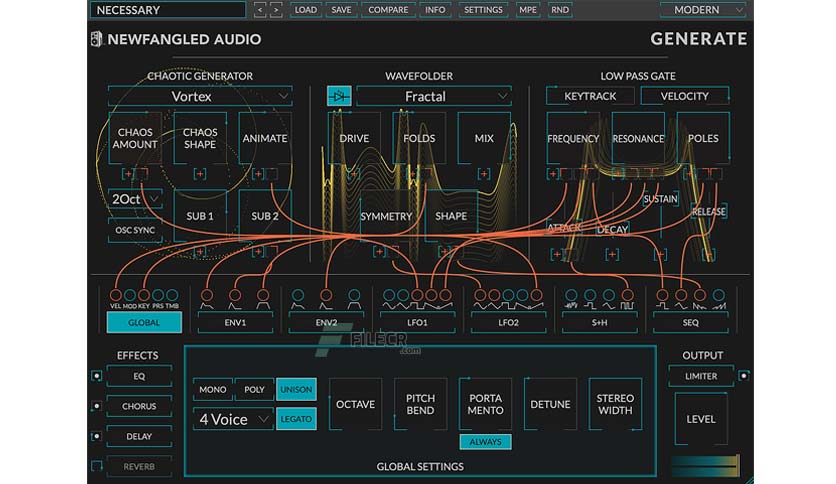 NECESSARY
< > LOAD SAVE COMPARE INFO SETTINGS MPE RND
MODERN
NEWFANGLED AUDIO
GENERATE
CHAOTIC GENERATOR
Vortex
CHAOS AMOUNT
CHAOS SHAPE
ANIMATE
2Oct
OSC SYNC
SUB 1
SUB 2
WAVEFOLDER
Fractal
DRIVE
FOLDS
MIX
SYMMETRY
SHAPE
LOW PASS GATE
KEYTRACK
VELOCITY
FREQUENCY
RESONANCE
POLES
ATTACK
DECAY
SUSTAIN
RELEASE
VEL MOD KEY PRS TMB
GLOBAL
ENV1
ENV2
LFO1
LFO2
S+H
SEQ
FILECR
.com
EFFECTS
EQ
CHORUS
DELAY
REVERB
MONO
POLY
UNISON
4 Voice
LEGATO
OCTAVE
PITCH
BEND
PORTA
MENTO
ALWAYS
DETUNE
STEREO
WIDTH
GLOBAL SETTINGS
OUTPUT
LIMITER
LEVEL